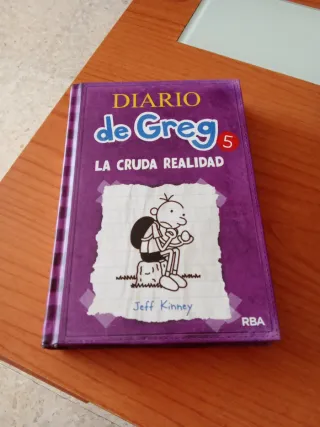 DIARIO
de Greg 5
LA CRUDA REALIDAD
Jeff Kinney
RBA